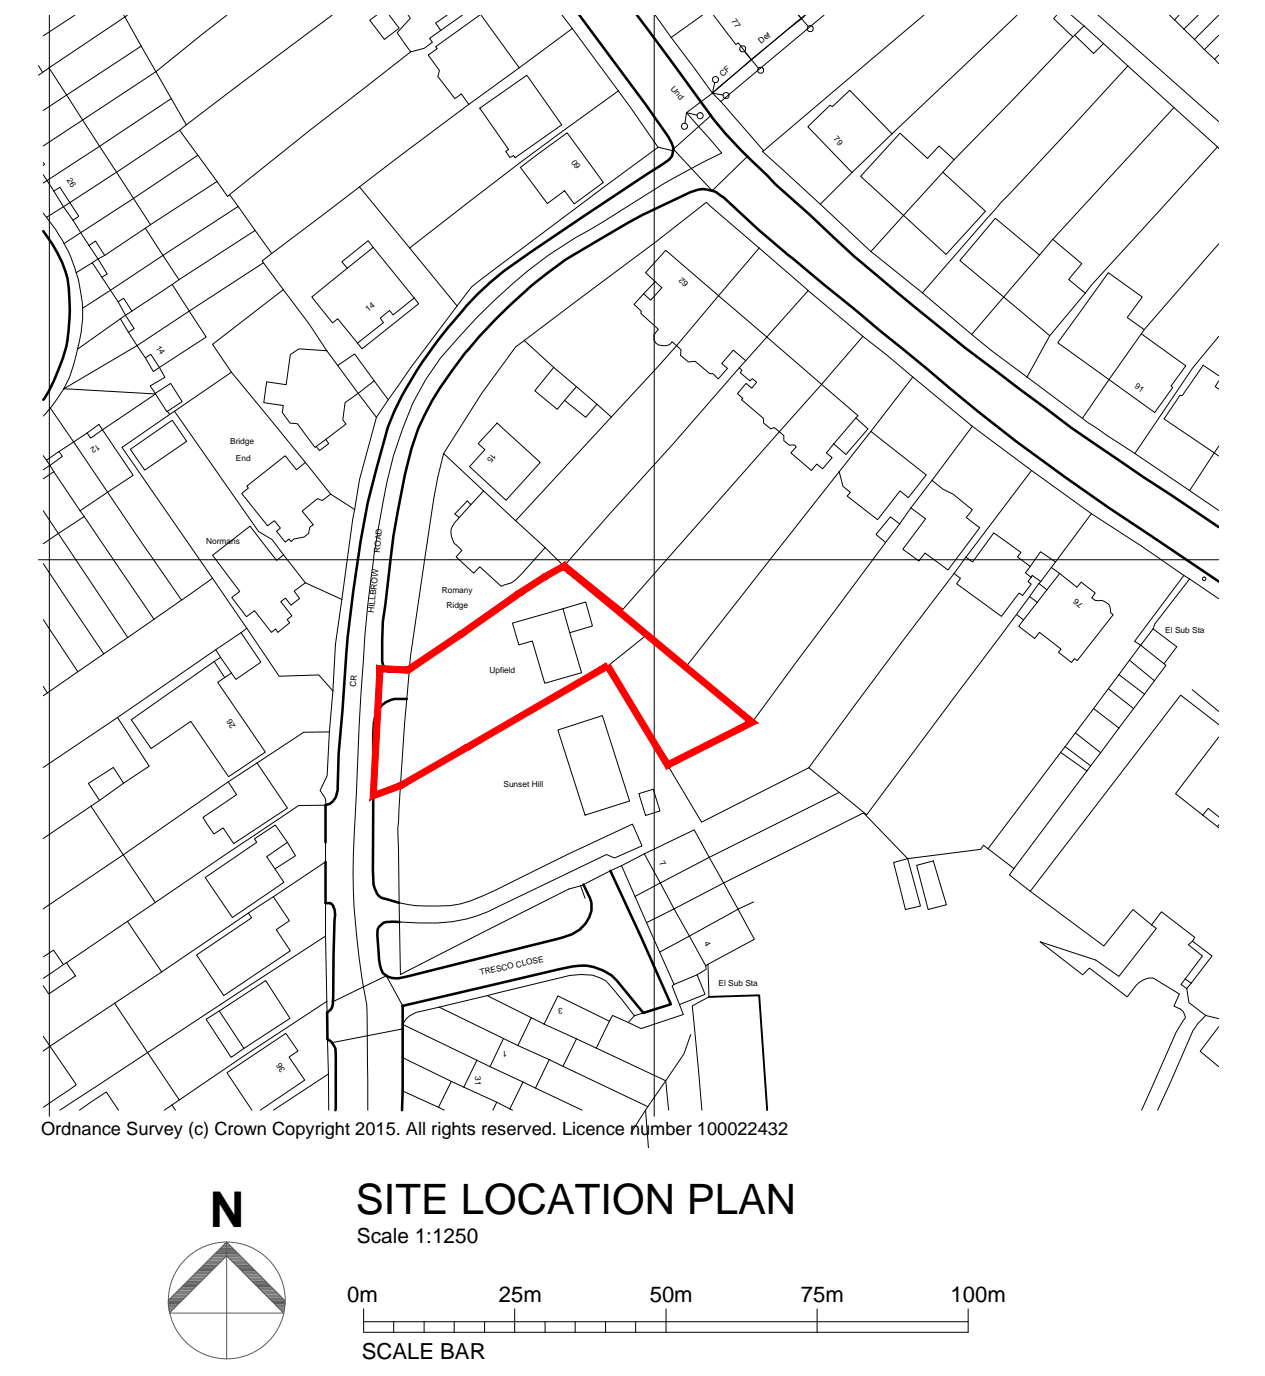 77
Def
CF
Und
79
60
26
62
14
14
91
Bridge
End
12
15
Normans
HILLBROW ROAD
Romany
Ridge
76
El Sub Sta
Upfield
CR
26
Sunset Hill
7
4
TRESCO CLOSE
El Sub Sta
3
1
31
36
Ordnance Survey (c) Crown Copyright 2015. All rights reserved. Licence number 100022432
N
SITE LOCATION PLAN
Scale 1:1250
0m 25m 50m 75m 100m
SCALE BAR